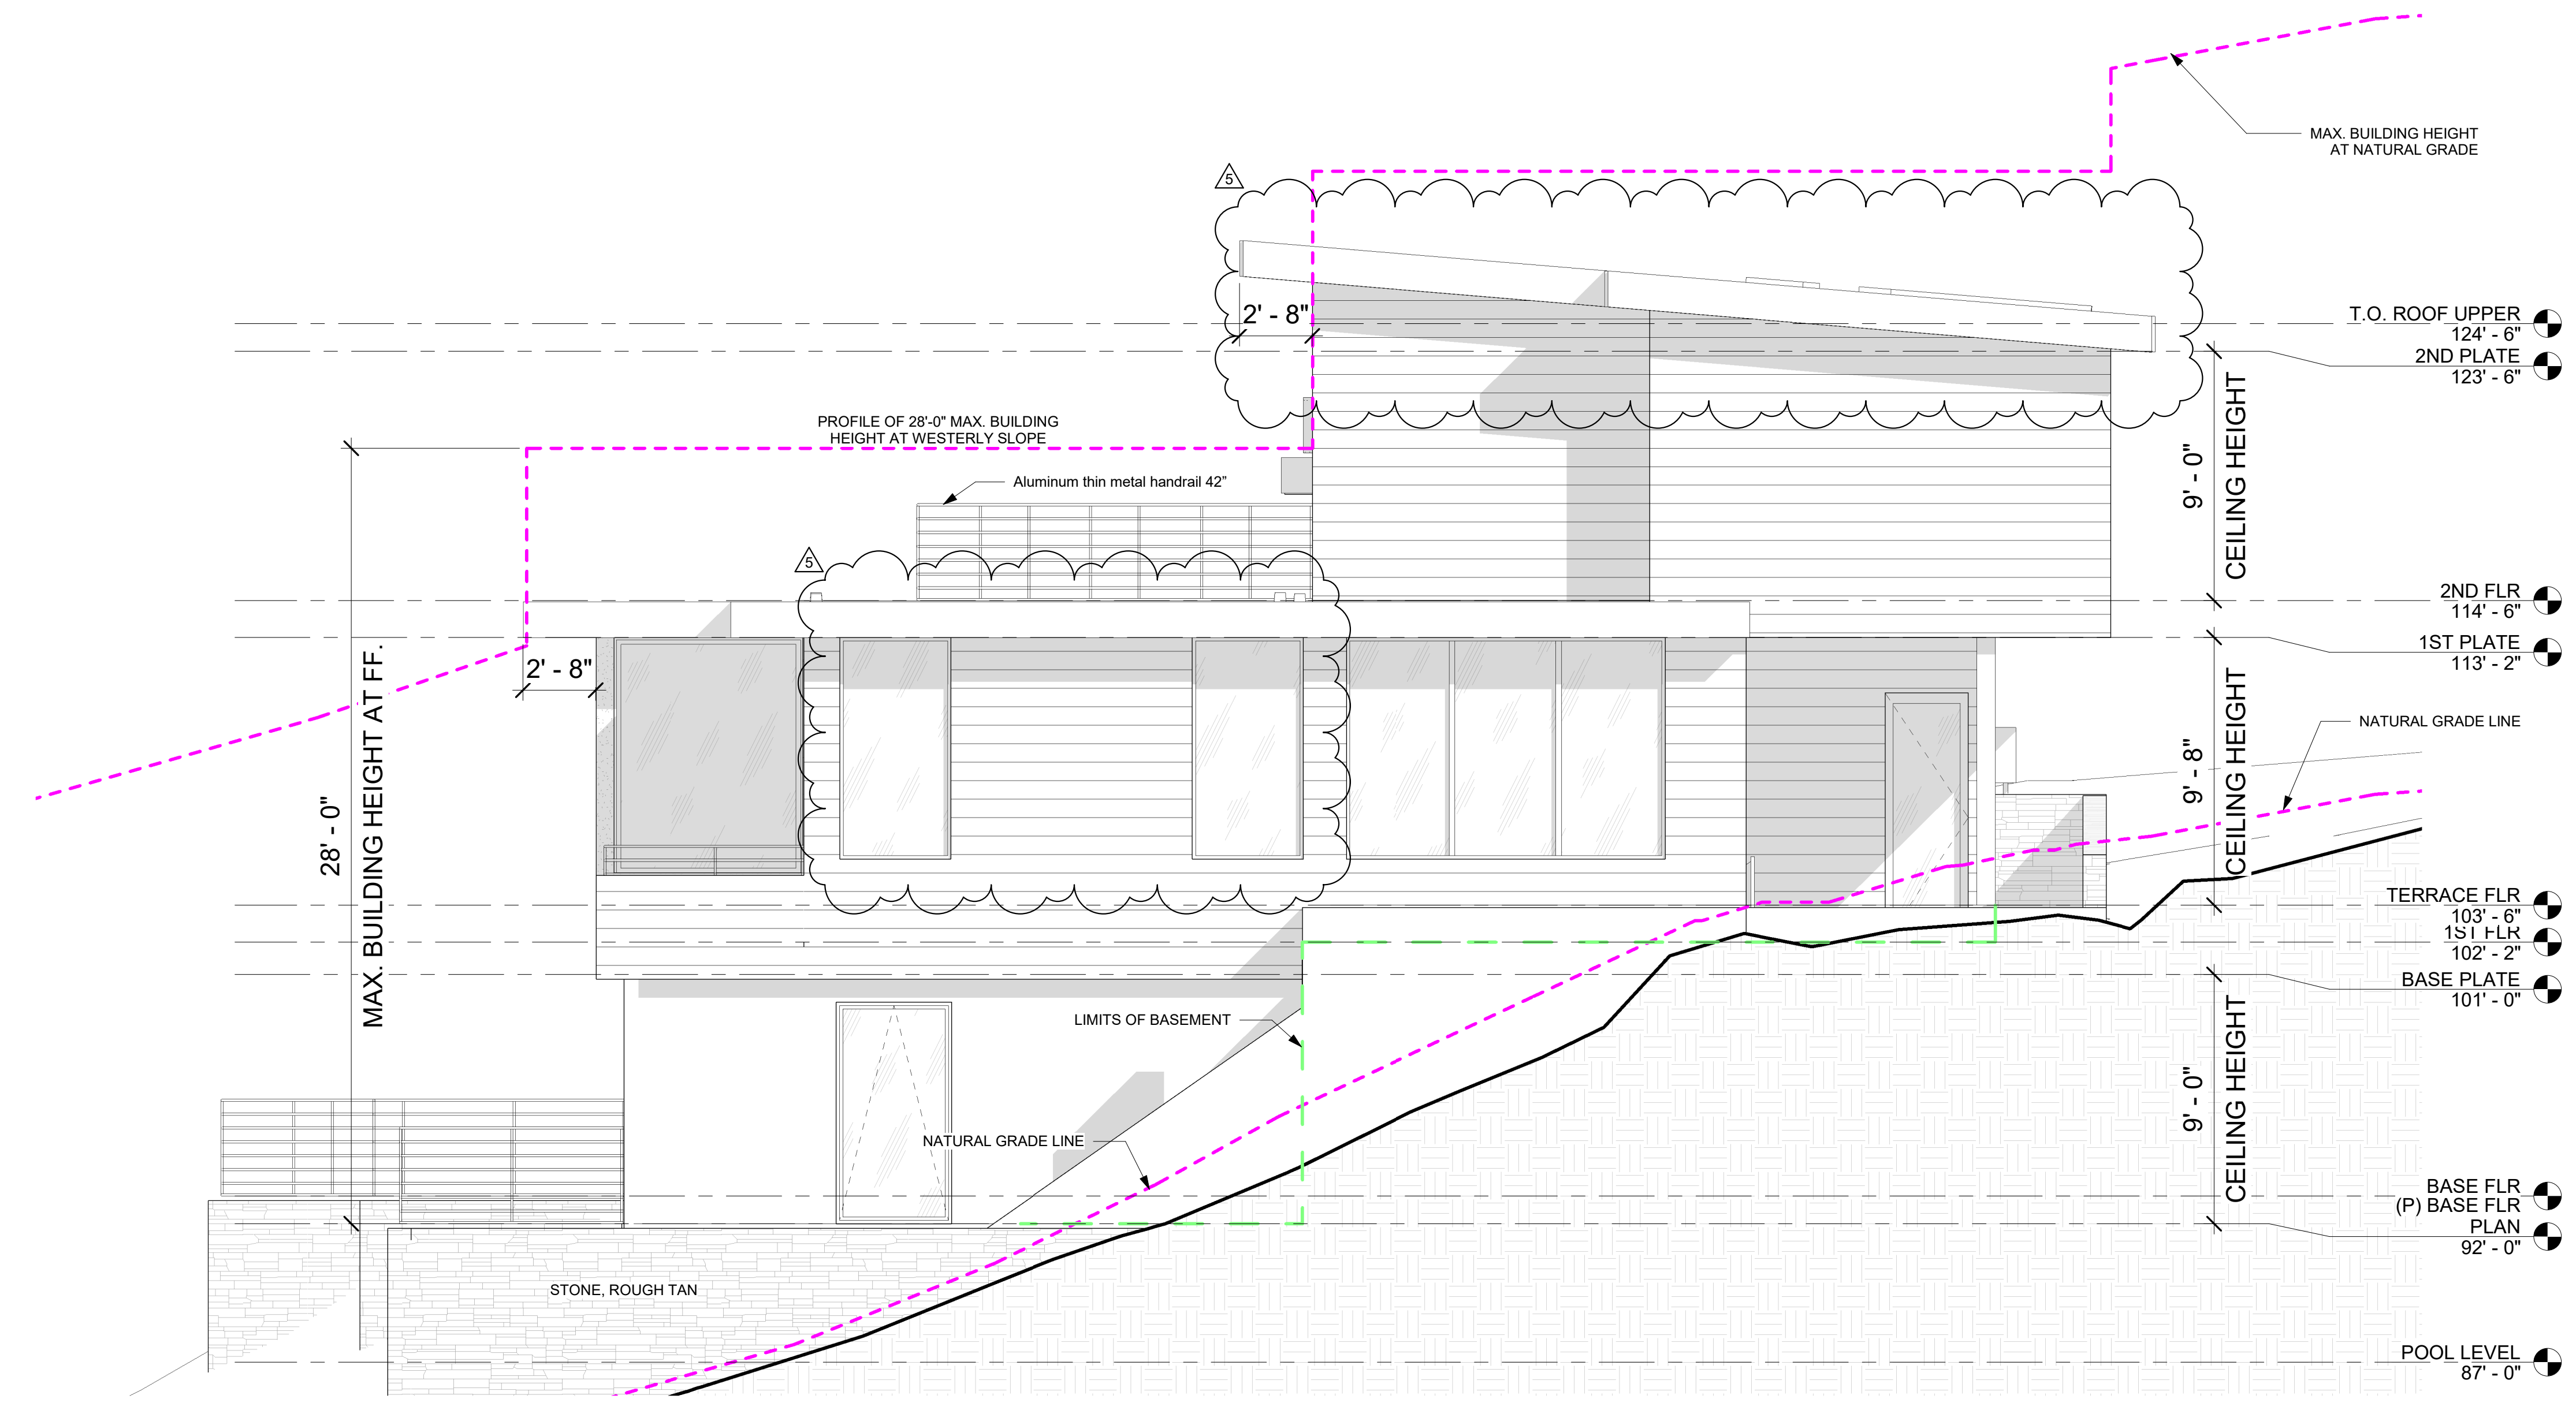 MAX. BUILDING HEIGHT
AT NATURAL GRADE
5
2' - 8"
T.O. ROOF UPPER
124' - 6"
2ND PLATE
123' - 6"
PROFILE OF 28'-0" MAX. BUILDING
HEIGHT AT WESTERLY SLOPE
Aluminum thin metal handrail 42”
9' - 0"
CEILING HEIGHT
5
2ND FLR
114' - 6"
1ST PLATE
113' - 2"
2' - 8"
NATURAL GRADE LINE
28' - 0"
MAX. BUILDING HEIGHT AT FF.
9' - 8"
CEILING HEIGHT
TERRACE FLR
103' - 6"
1ST FLR
102' - 2"
BASE PLATE
101' - 0"
LIMITS OF BASEMENT
9' - 0"
CEILING HEIGHT
NATURAL GRADE LINE
BASE FLR
(P) BASE FLR
PLAN
92' - 0"
STONE, ROUGH TAN
POOL LEVEL
87' - 0"